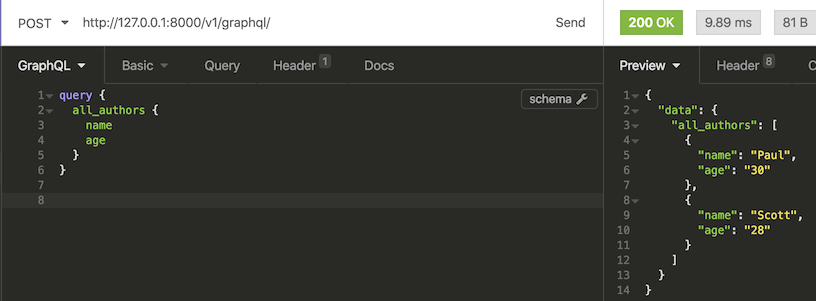 POST http://127.0.0.1:8000/v1/graphql/ Send 200 OK 9.89 ms 81 B
GraphQL Basic Query Header 1 Docs
Preview Header 8 C
schema
1 query {
2 all_authors {
3 name
4 age
5 }
6 }
7
8
1 {
2 "data": {
3 "all_authors": [
4 {
5 "name": "Paul",
6 "age": "30"
7 },
8 {
9 "name": "Scott",
10 "age": "28"
11 }
12 ]
13 }
14 }